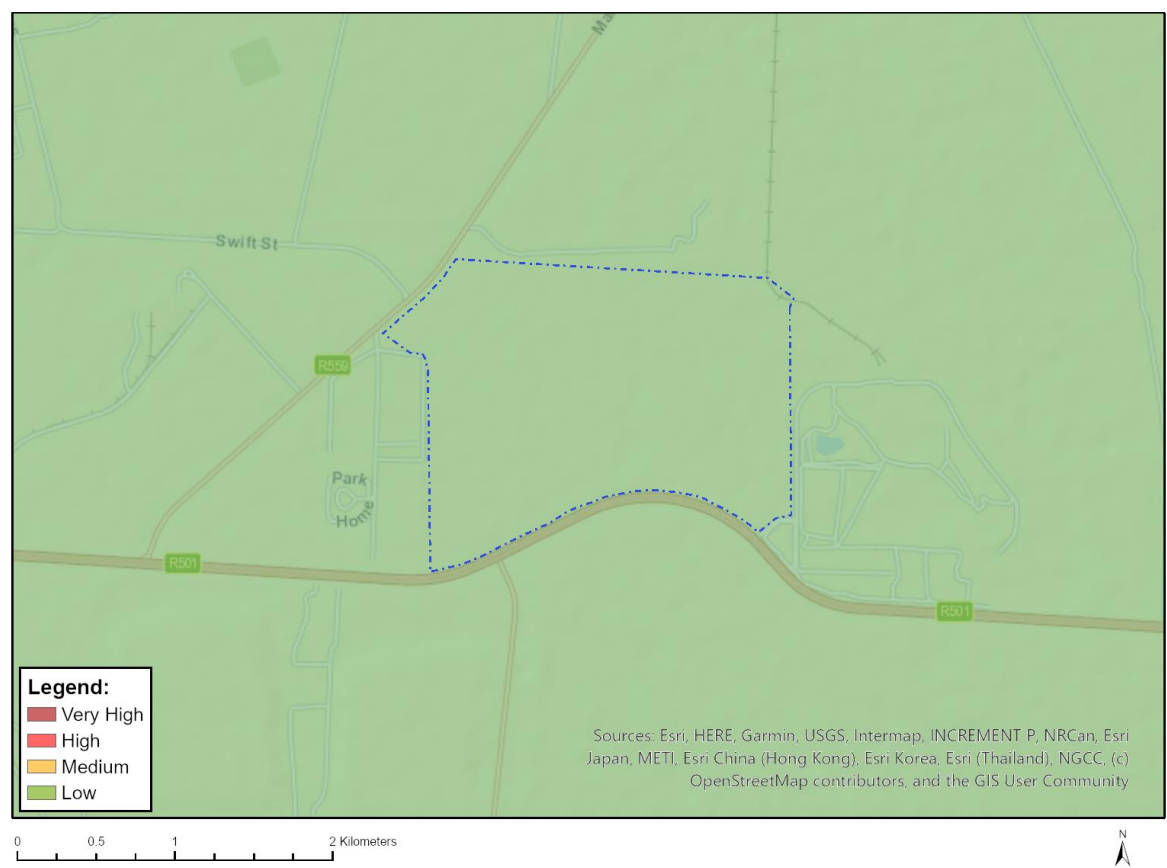 Swift St
R559
Park
Home
R501
R501
Legend:
Very High
High
Medium
Low
Sources: Esri, HERE, Garmin, USGS, Intermap, INCREMENT P, NRCan, Esri
Japan, METI, Esri China (Hong Kong), Esri Korea, Esri (Thailand), NGCC, (c)
OpenStreetMap contributors, and the GIS User Community
0 0.5 1 2 Kilometers
N